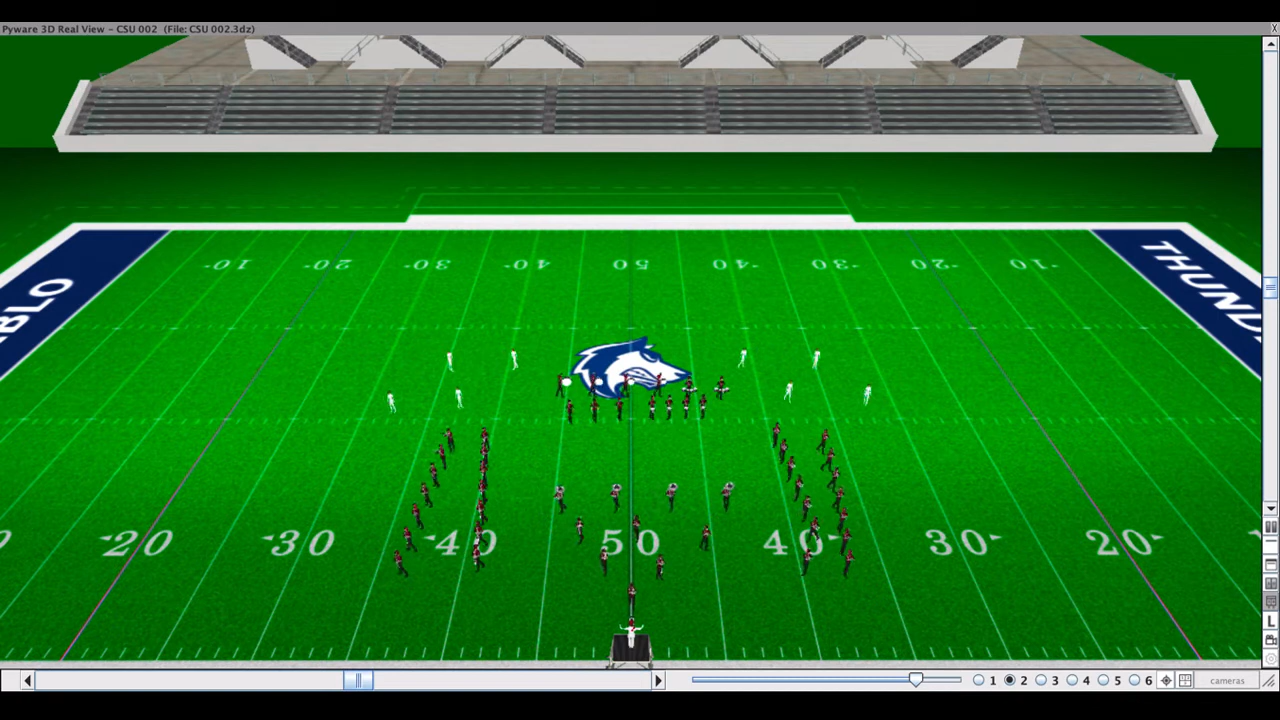 Pyware 3D Real View - CSU 002 (File: CSU 002.3dz)
X
10 20 30 40 50 40 30 20 10
BLO
THUND
20 30 40 50 40 30 20
L
1 2 3 4 5 6 cameras